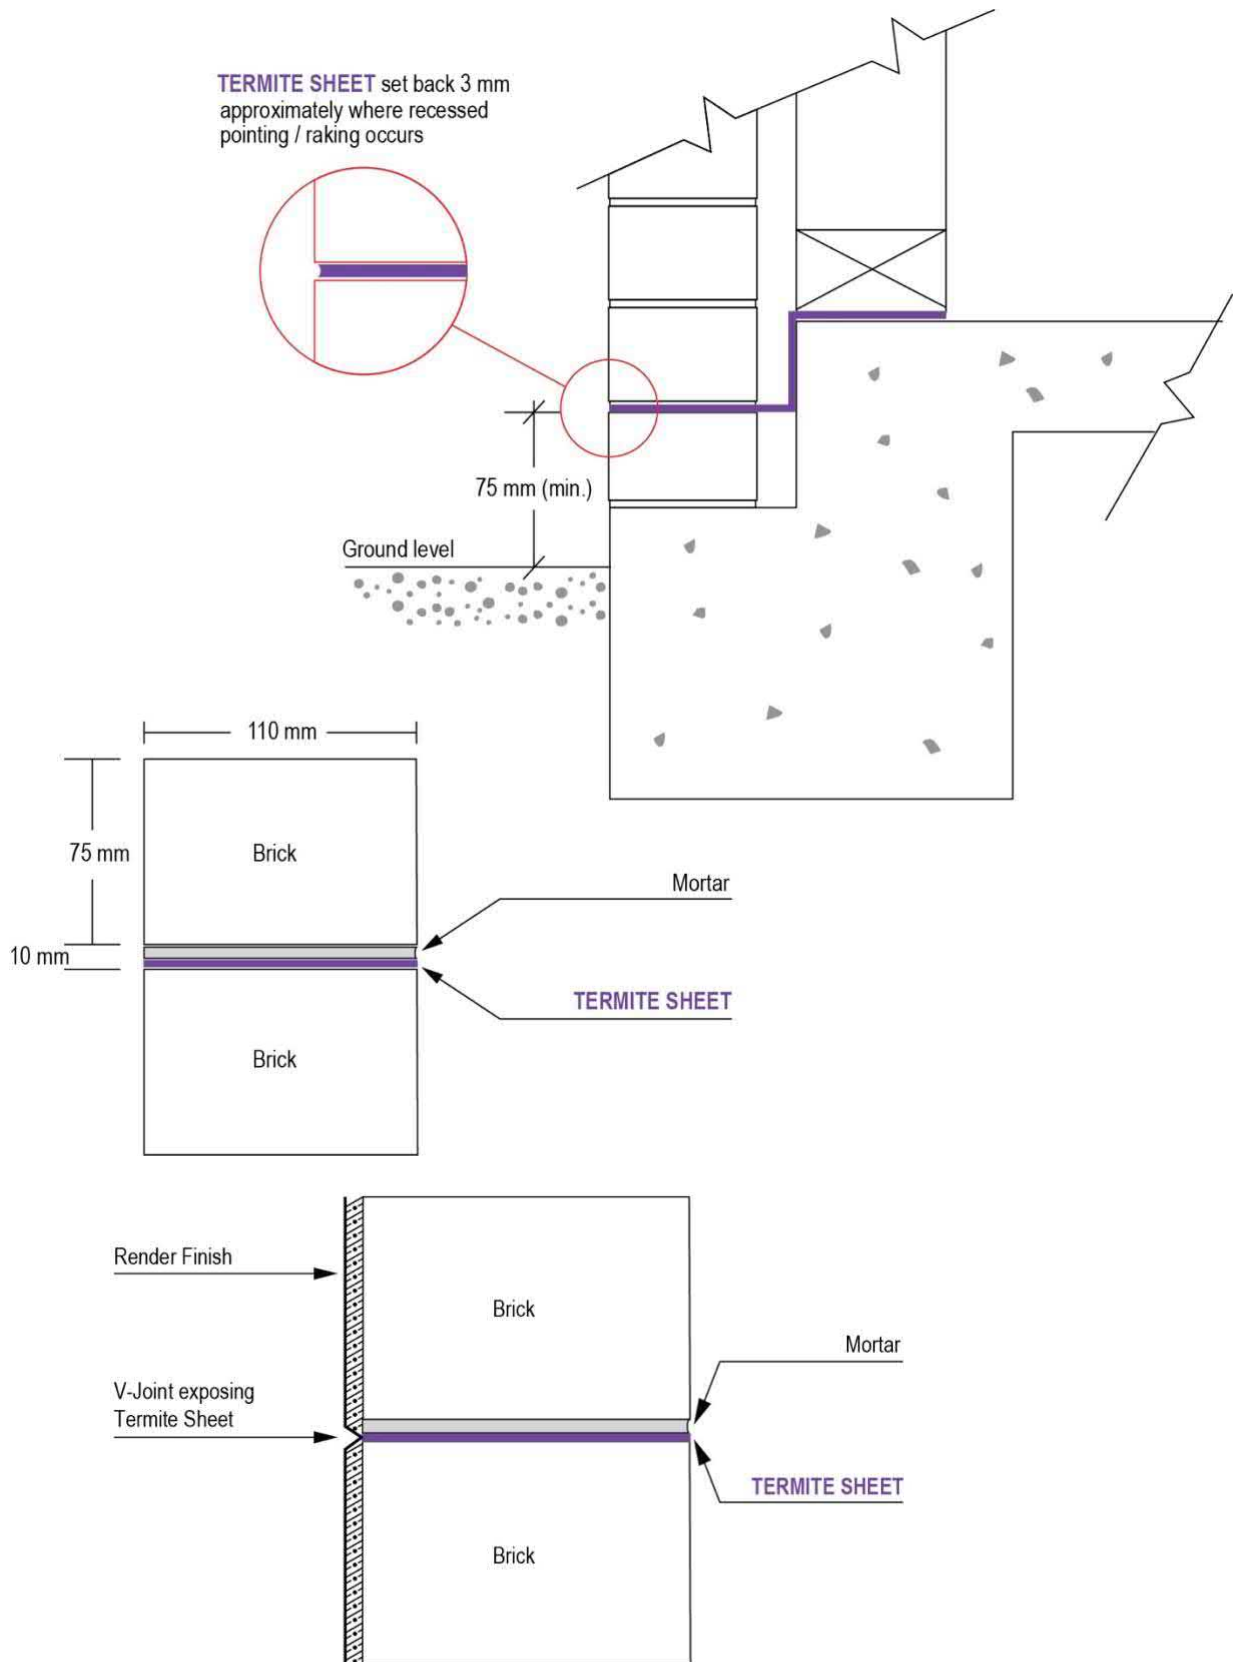 TERMITE SHEET set back 3 mm
approximately where recessed
pointing / raking occurs
75 mm (min.)
Ground level
110 mm
75 mm
Brick
Mortar
10 mm
TERMITE SHEET
Brick
Render Finish
Brick
Mortar
V-Joint exposing
Termite Sheet
TERMITE SHEET
Brick